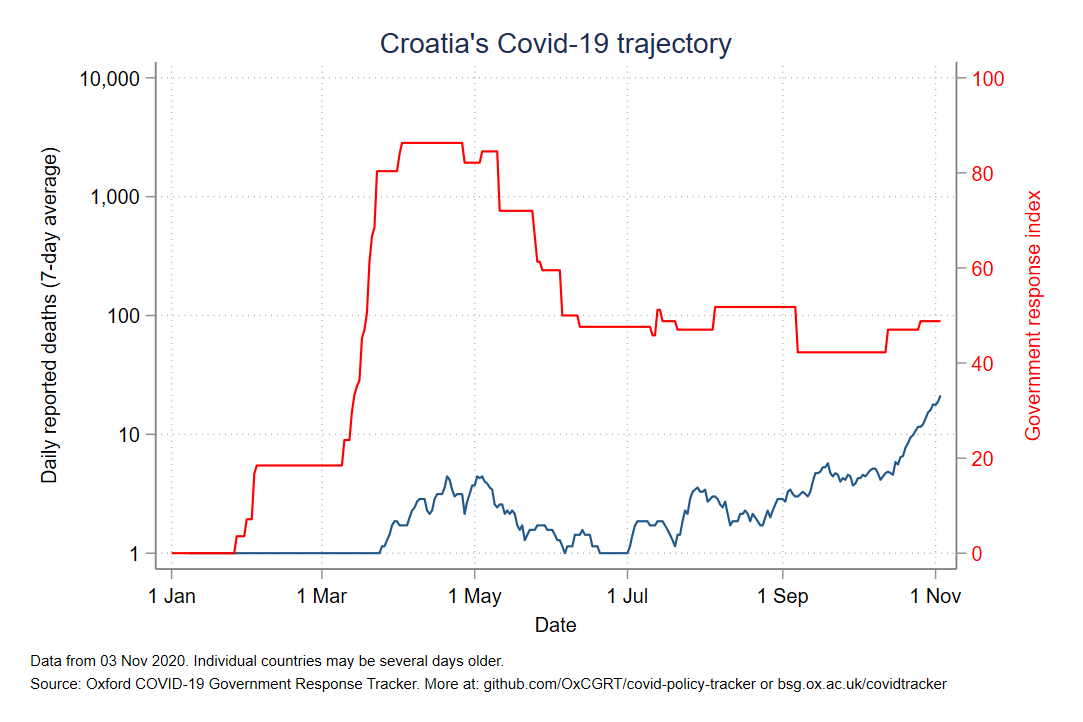 Croatia's Covid-19 trajectory
10,000
1,000
100
10
1
Daily reported deaths (7-day average)
100
80
60
40
20
0
Government response index
1 Jan
1 Mar
1 May
1 Jul
1 Sep
1 Nov
Date
Data from 03 Nov 2020. Individual countries may be several days older.
Source: Oxford COVID-19 Government Response Tracker. More at: github.com/OxCGRT/covid-policy-tracker or bsg.ox.ac.uk/covidtracker